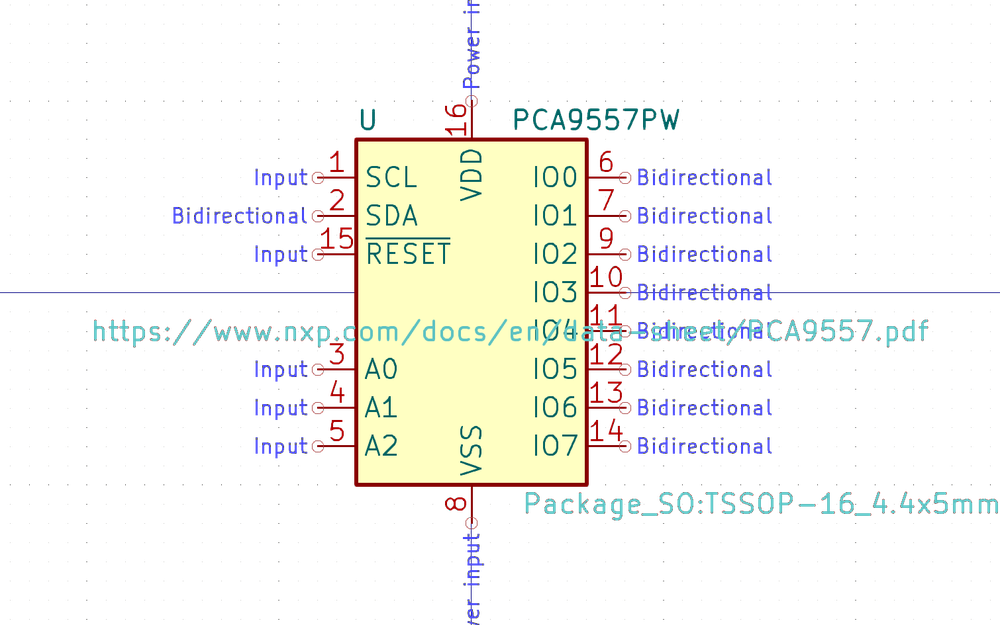 Power in
16
U PCA9557PW
VDD
Input 1 SCL IO0 6 Bidirectional
Bidirectional 2 SDA IO1 7 Bidirectional
Input 15 RESET IO2 9 Bidirectional
IO3 10 Bidirectional
IO4 11 Bidirectional
https://www.nxp.com/docs/en/data-sheet/PCA9557.pdf
Input 3 A0 IO5 12 Bidirectional
Input 4 A1 IO6 13 Bidirectional
Input 5 A2 IO7 14 Bidirectional
VSS
8
Package_SO:TSSOP-16_4.4x5mm
wer input